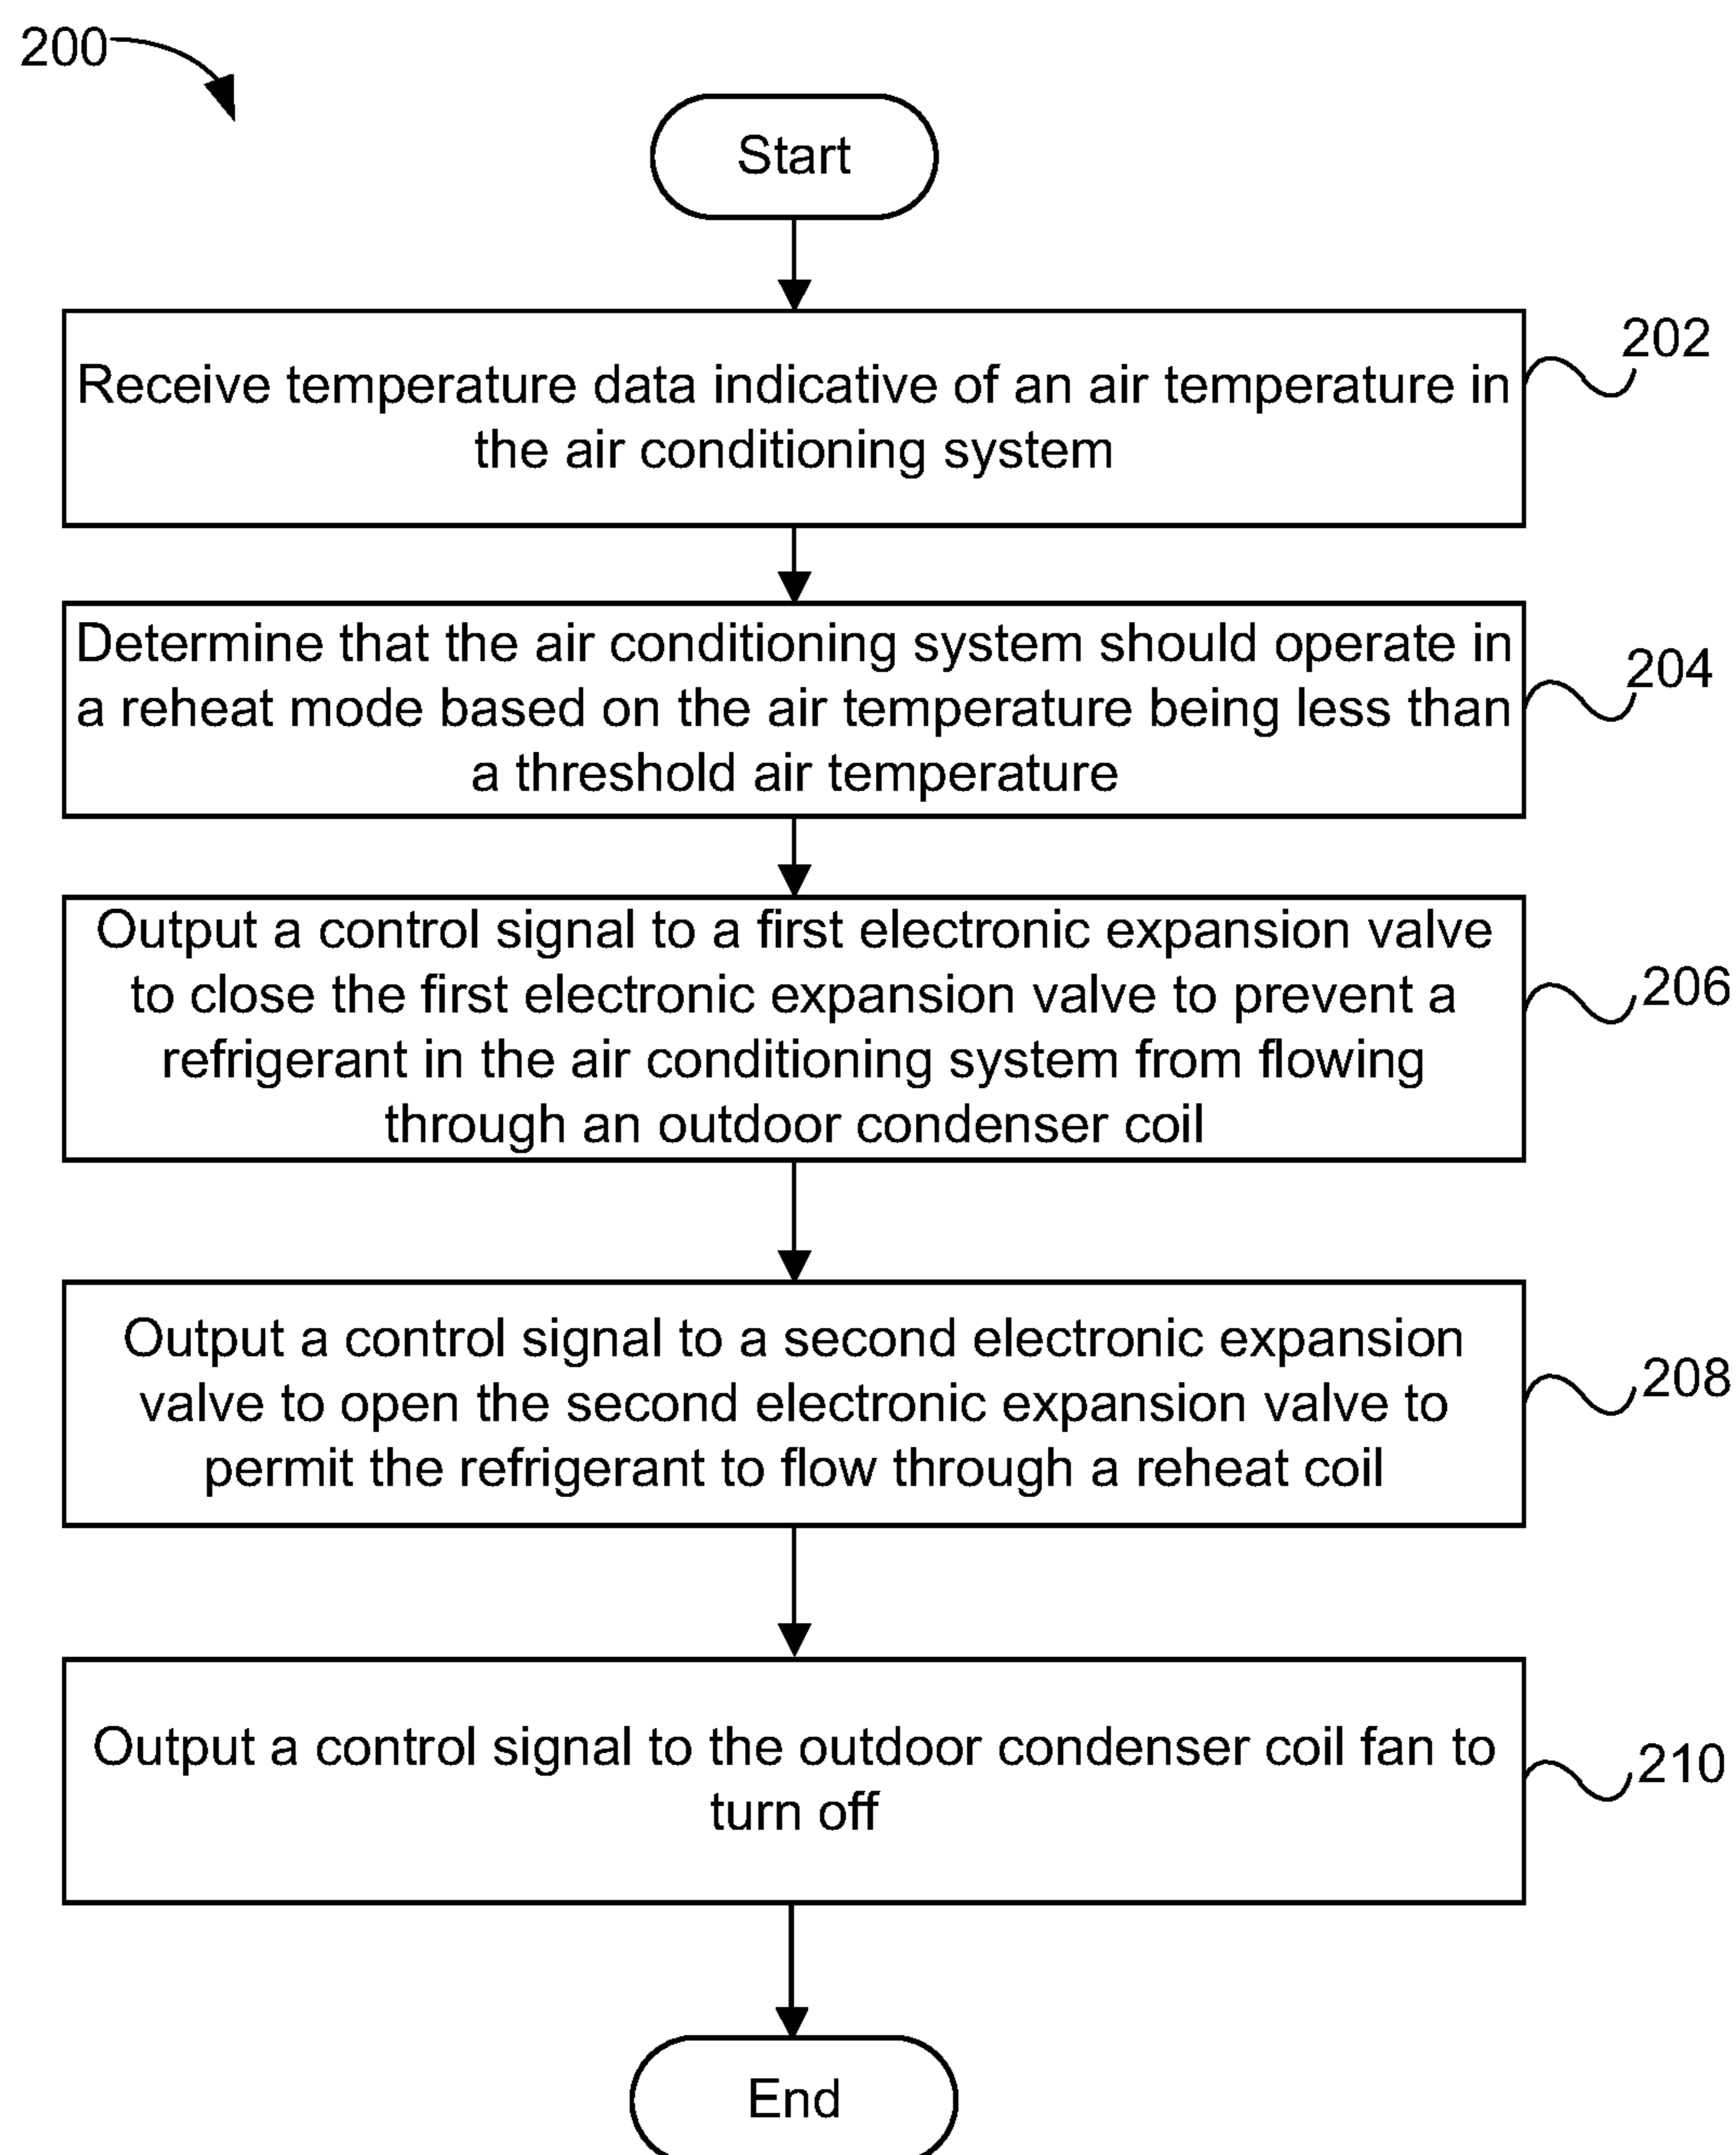 200
Start
Receive temperature data indicative of an air temperature in
the air conditioning system
202
Determine that the air conditioning system should operate in
a reheat mode based on the air temperature being less than
a threshold air temperature
204
Output a control signal to a first electronic expansion valve
to close the first electronic expansion valve to prevent a
refrigerant in the air conditioning system from flowing
through an outdoor condenser coil
206
Output a control signal to a second electronic expansion
valve to open the second electronic expansion valve to
permit the refrigerant to flow through a reheat coil
208
Output a control signal to the outdoor condenser coil fan to
turn off
210
End